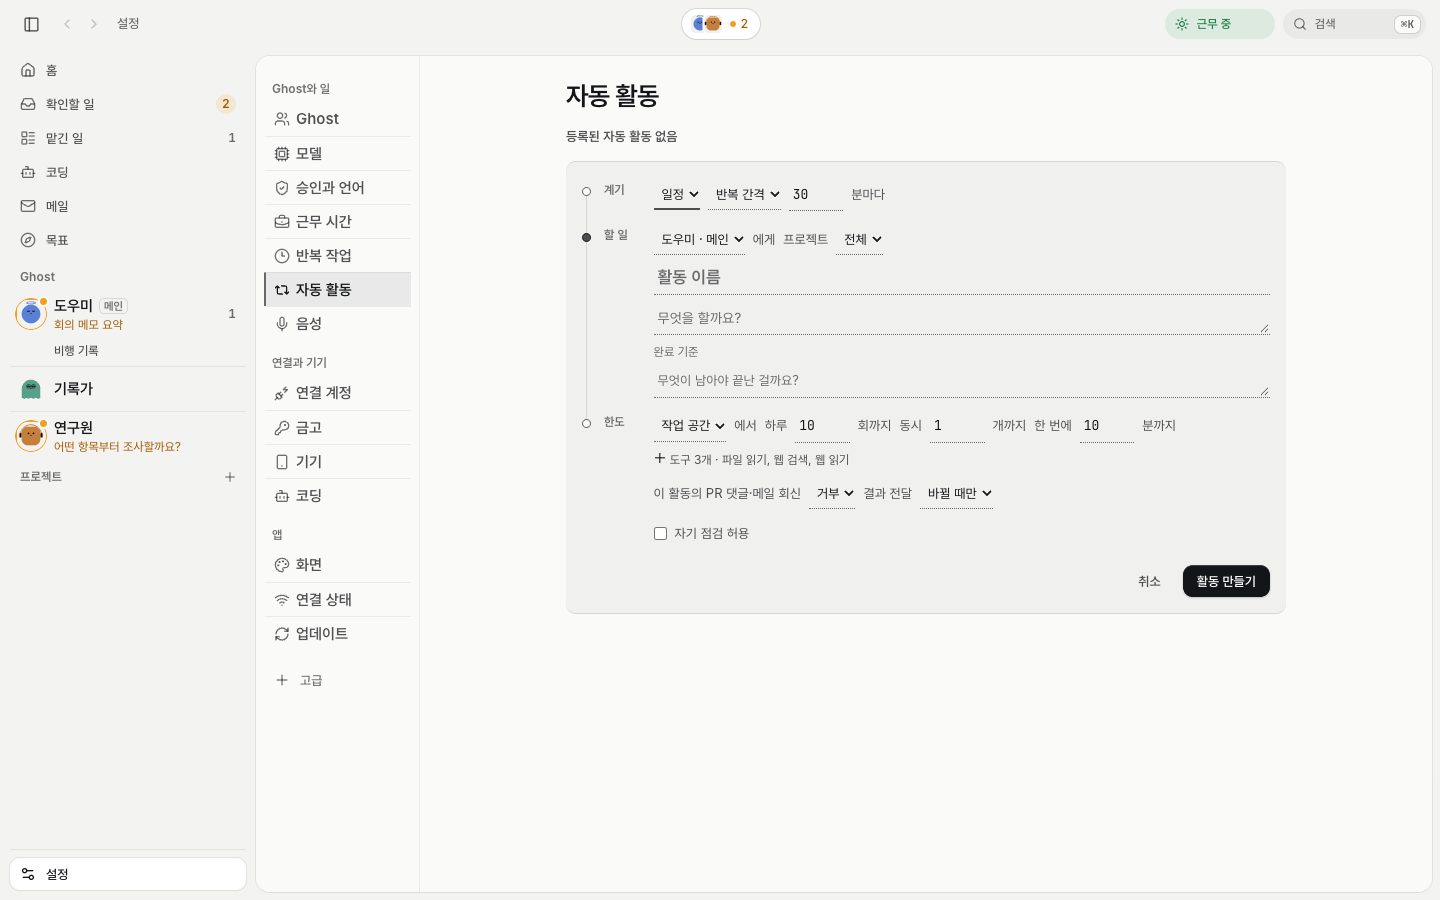 설정
2
근무 중
검색
⌘K
홈
확인할 일
2
맡긴 일
1
코딩
메일
목표
Ghost
도우미 메인
회의 메모 요약
1
비행 기록
기록가
연구원
어떤 항목부터 조사할까요?
프로젝트
설정
Ghost와 일
Ghost
모델
승인과 언어
근무 시간
반복 작업
자동 활동
음성
연결과 기기
연결 계정
금고
기기
코딩
앱
화면
연결 상태
업데이트
고급
자동 활동
등록된 자동 활동 없음
계기 일정 반복 간격 30 분마다
할 일 도우미 · 메인 에게 프로젝트 전체
활동 이름
무엇을 할까요?
완료 기준
무엇이 남아야 끝난 걸까요?
한도 작업 공간 에서 하루 10 회까지 동시 1 개까지 한 번에 10 분까지
도구 3개 · 파일 읽기, 웹 검색, 웹 읽기
이 활동의 PR 댓글·메일 회신 거부 결과 전달 바뀔 때만
자기 점검 허용
취소 활동 만들기